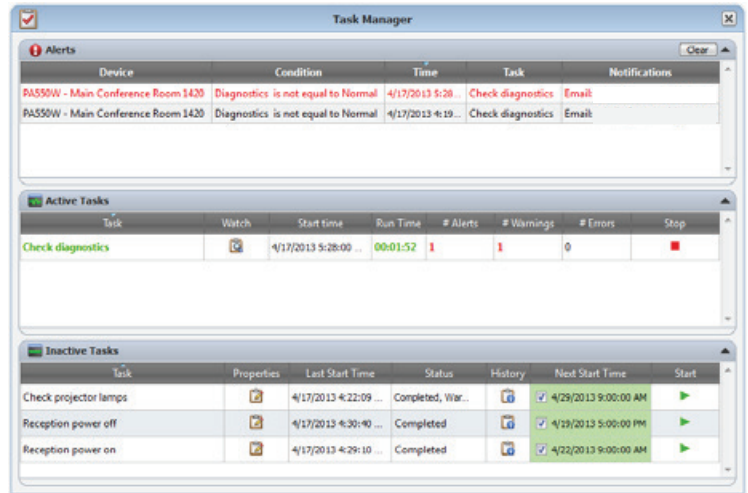 Task Manager
Alerts Clear
Device Condition Time Task Notifications
PA550W - Main Conference Room 1420 Diagnostics is not equal to Normal 4/17/2013 5:28... Check diagnostics Email:
PA550W - Main Conference Room 1420 Diagnostics is not equal to Normal 4/17/2013 4:19... Check diagnostics Email:
Active Tasks
Task Watch Start time Run Time # Alerts # Warnings # Errors Stop
Check diagnostics 4/17/2013 5:28:00 ... 00:01:52 1 1 0
Inactive Tasks
Task Properties Last Start Time Status History Next Start Time Start
Check projector lamps 4/17/2013 4:22:09 ... Completed, War... 4/29/2013 9:00:00 AM
Reception power off 4/17/2013 4:30:40 ... Completed 4/19/2013 5:00:00 PM
Reception power on 4/17/2013 4:29:10 ... Completed 4/22/2013 9:00:00 AM